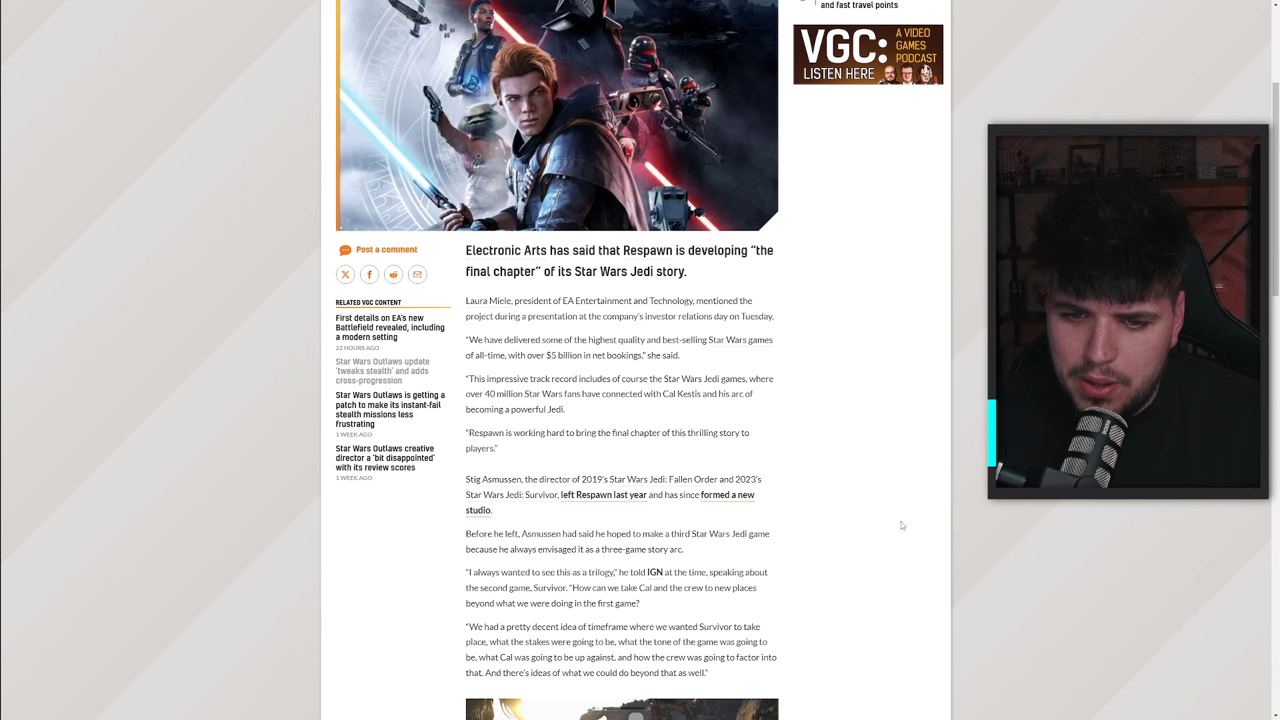 and fast travel points
VGC:
A VIDEO
GAMES
PODCAST
LISTEN HERE
Post a comment
RELATED VGC CONTENT
First details on EA's new
Battlefield revealed, including
a modern setting
22 HOURS AGO
Star Wars Outlaws update
'tweaks stealth' and adds
cross-progression
Star Wars Outlaws is getting a
patch to make its instant-fail
stealth missions less
frustrating
1 WEEK AGO
Star Wars Outlaws creative
director a 'bit disappointed'
with its review scores
1 WEEK AGO
Electronic Arts has said that Respawn is developing “the
final chapter” of its Star Wars Jedi story.
Laura Miele, president of EA Entertainment and Technology, mentioned the
project during a presentation at the company's investor relations day on Tuesday.
“We have delivered some of the highest quality and best-selling Star Wars games
of all-time, with over $5 billion in net bookings,” she said.
“This impressive track record includes of course the Star Wars Jedi games, where
over 40 million Star Wars fans have connected with Cal Kestis and his arc of
becoming a powerful Jedi.
“Respawn is working hard to bring the final chapter of this thrilling story to
players.”
Stig Asmussen, the director of 2019's Star Wars Jedi: Fallen Order and 2023's
Star Wars Jedi: Survivor, left Respawn last year and has since formed a new
studio.
Before he left, Asmussen had said he hoped to make a third Star Wars Jedi game
because he always envisaged it as a three-game story arc.
“I always wanted to see this as a trilogy,” he told IGN at the time, speaking about
the second game, Survivor. “How can we take Cal and the crew to new places
beyond what we were doing in the first game?
“We had a pretty decent idea of timeframe where we wanted Survivor to take
place, what the stakes were going to be, what the tone of the game was going to
be, what Cal was going to be up against, and how the crew was going to factor into
that. And there's ideas of what we could do beyond that as well.”